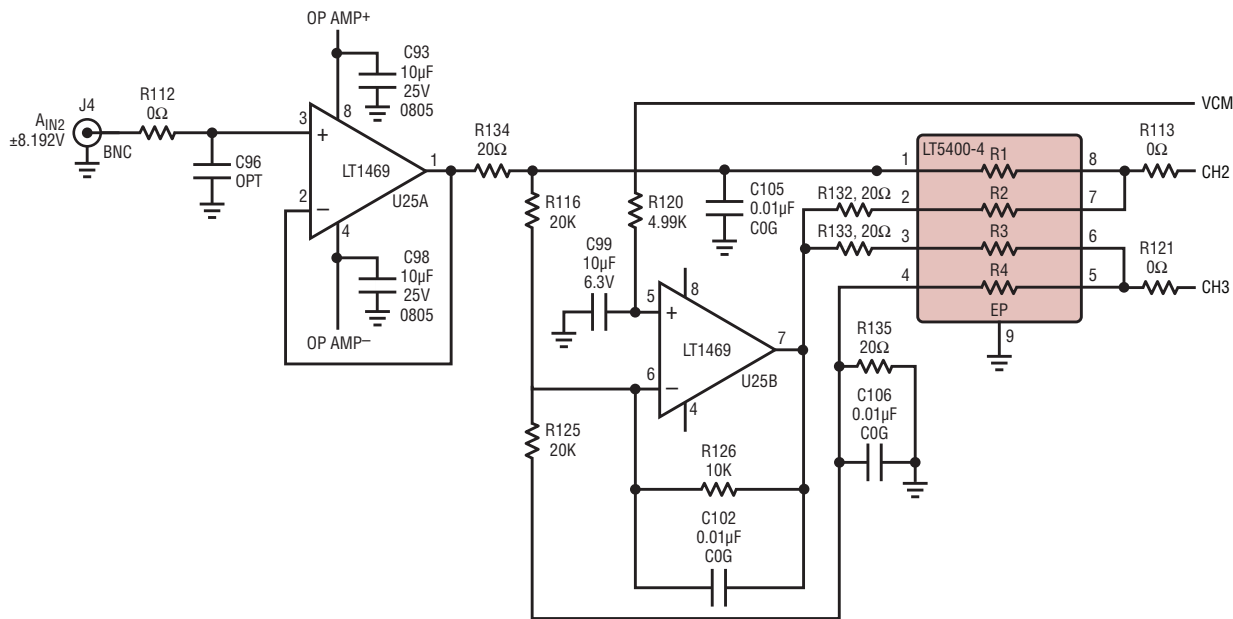 OP AMP+
C93
10µF
25V
0805
J4
AIN2
±8.192V
BNC
R112
0Ω
C96
OPT
3
+
8
LT1469
1
2
–
4
U25A
C98
10µF
25V
0805
OP AMP–
R134
20Ω
R116
20K
R120
4.99K
C105
0.01µF
C0G
VCM
LT5400-4
1
R1
8
R132, 20Ω
2
R2
7
R133, 20Ω
3
R3
6
4
R4
5
EP
9
R113
0Ω
CH2
R121
0Ω
CH3
C99
10µF
6.3V
5
+
8
LT1469
7
6
–
4
U25B
R125
20K
R126
10K
C102
0.01µF
C0G
R135
20Ω
C106
0.01µF
C0G